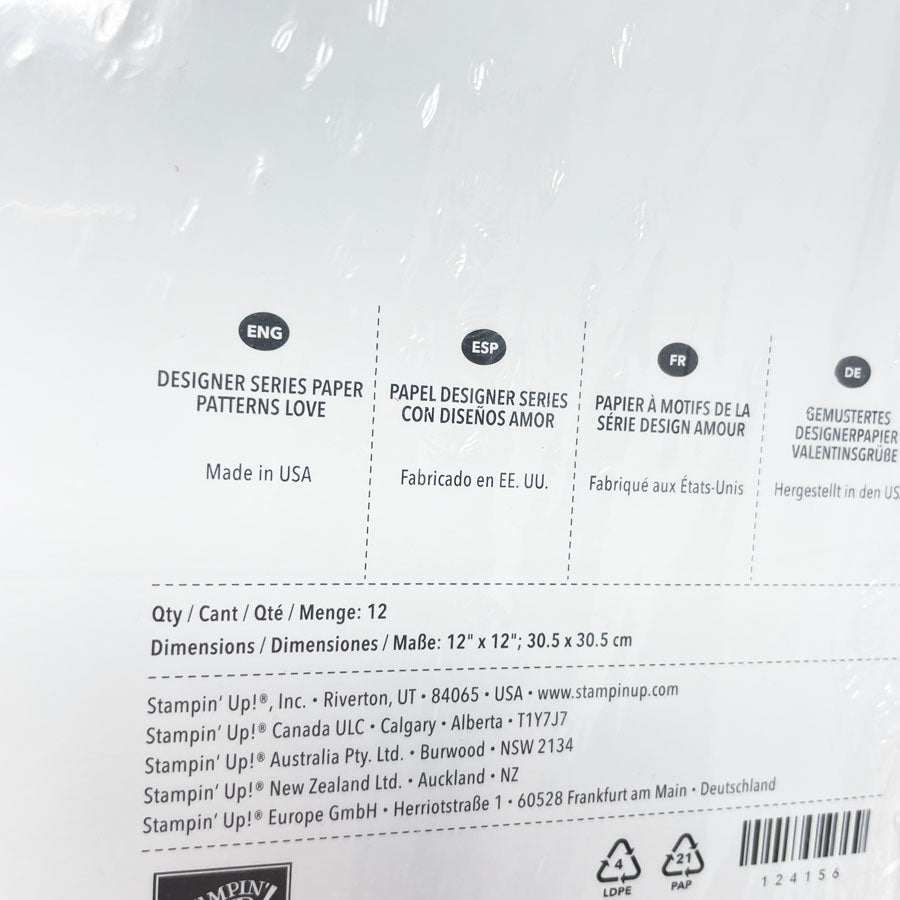 ENG
DESIGNER SERIES PAPER
PATTERNS LOVE
Made in USA
ESP
PAPEL DESIGNER SERIES
CON DISEÑOS AMOR
Fabricado en EE. UU.
FR
PAPIER À MOTIFS DE LA
SÉRIE DESIGN AMOUR
Fabriqué aux États-Unis
DE
GEMUSTERTES
DESIGNERPAPIER
VALENTINSGRÜßE
Hergestellt in den
Qty / Cant / Qté / Menge: 12
Dimensions / Dimensiones / Maße: 12" x 12"; 30.5 x 30.5 cm
Stampin' Up!®, Inc. • Riverton, UT • 84065 • USA • www.stampinup.com
Stampin' Up!® Canada ULC • Calgary • Alberta • T1Y7J7
Stampin' Up!® Australia Pty. Ltd. • Burwood • NSW 2134
Stampin' Up!® New Zealand Ltd. • Auckland • NZ
Stampin' Up!® Europe GmbH • Herriotstraße 1 • 60528 Frankfurt am Main • Deutschland
4
LDPE
21
PAP
124156